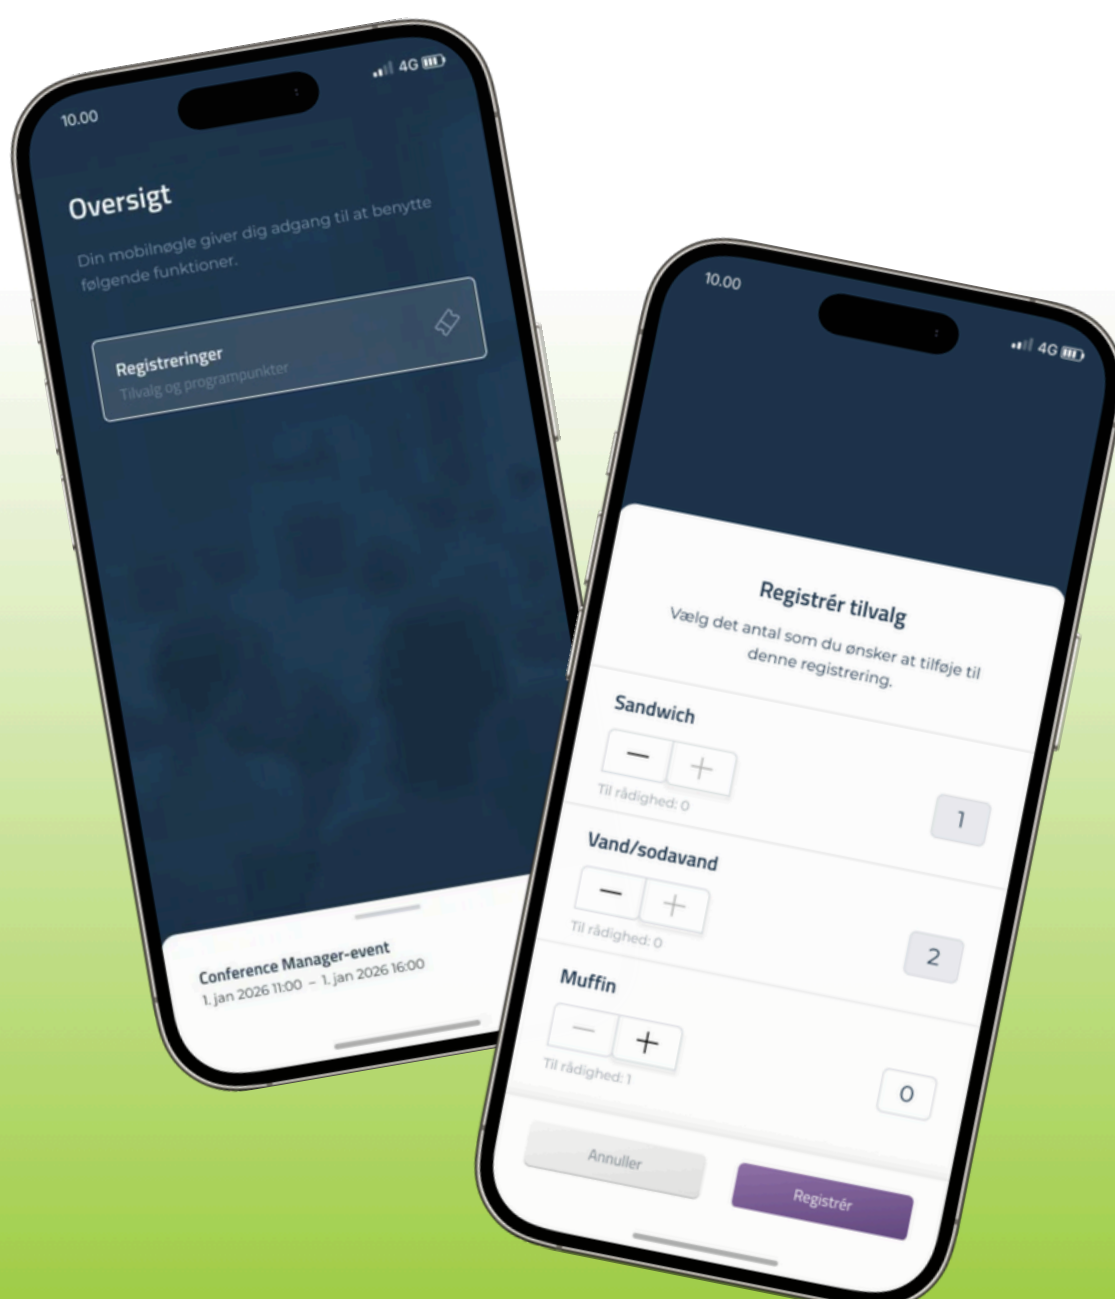 10.00
4G
Oversigt
Din mobilnøgle giver dig adgang til at benytte
følgende funktioner.
Registreringer
Tilvalg og programpunkter
Conference Manager-event
1. jan 2026 11:00 – 1. jan 2026 16:00
10.00
4G
Registrér tilvalg
Vælg det antal som du ønsker at tilføje til
denne registrering.
Sandwich
Til rådighed: 0
1
Vand/sodavand
Til rådighed: 0
2
Muffin
Til rådighed: 1
0
Annuller
Registrér